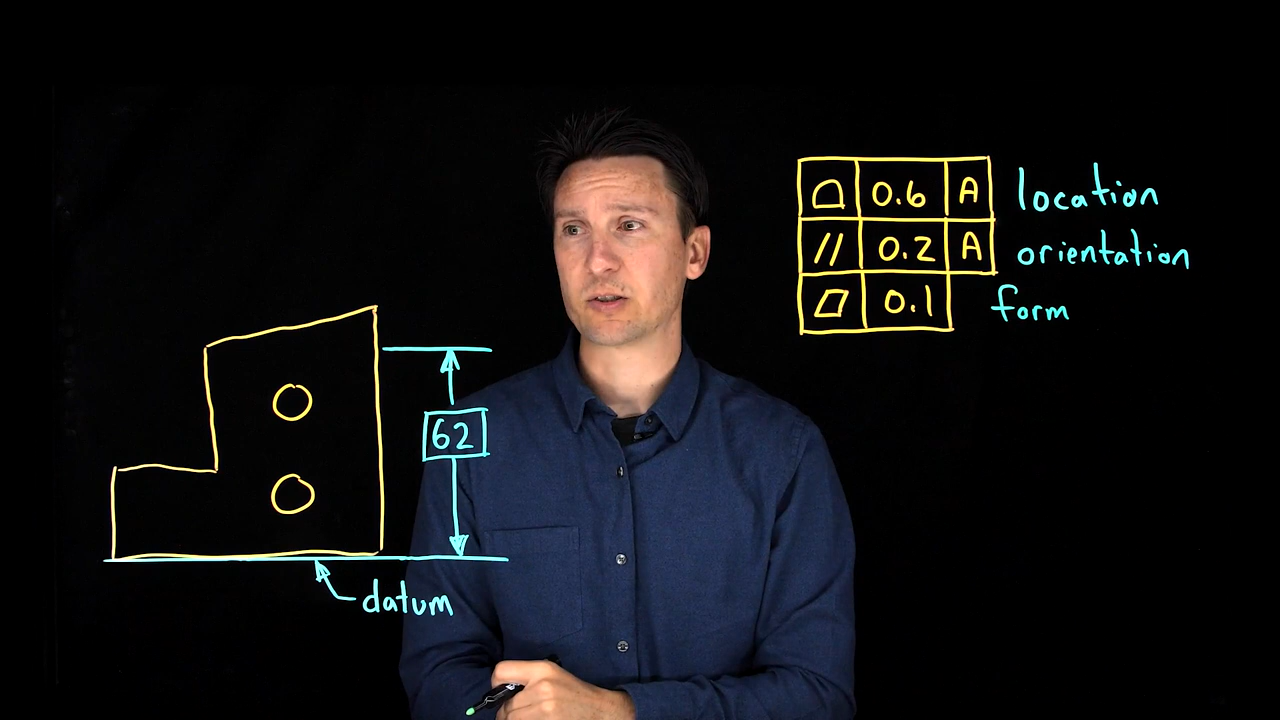 0.6 A location
// 0.2 A orientation
0.1 form
62
datum